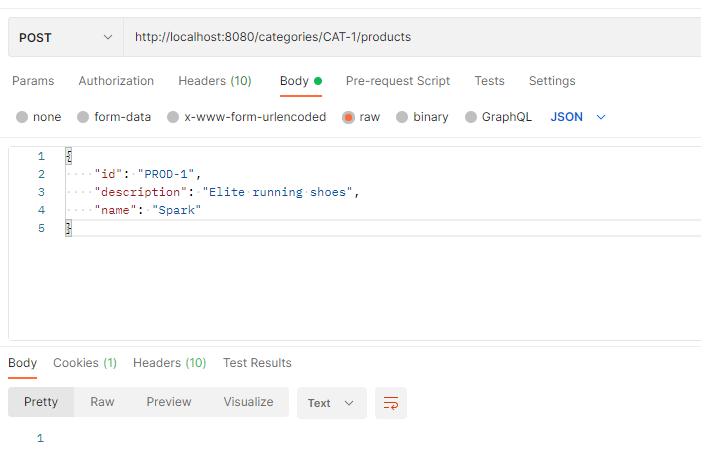 POST http://localhost:8080/categories/CAT-1/products
Params Authorization Headers (10) Body Pre-request Script Tests Settings
none form-data x-www-form-urlencoded raw binary GraphQL JSON
1 {
2 "id": "PROD-1",
3 "description": "Elite running shoes",
4 "name": "Spark"
5 }
Body Cookies (1) Headers (10) Test Results
Pretty Raw Preview Visualize Text
1